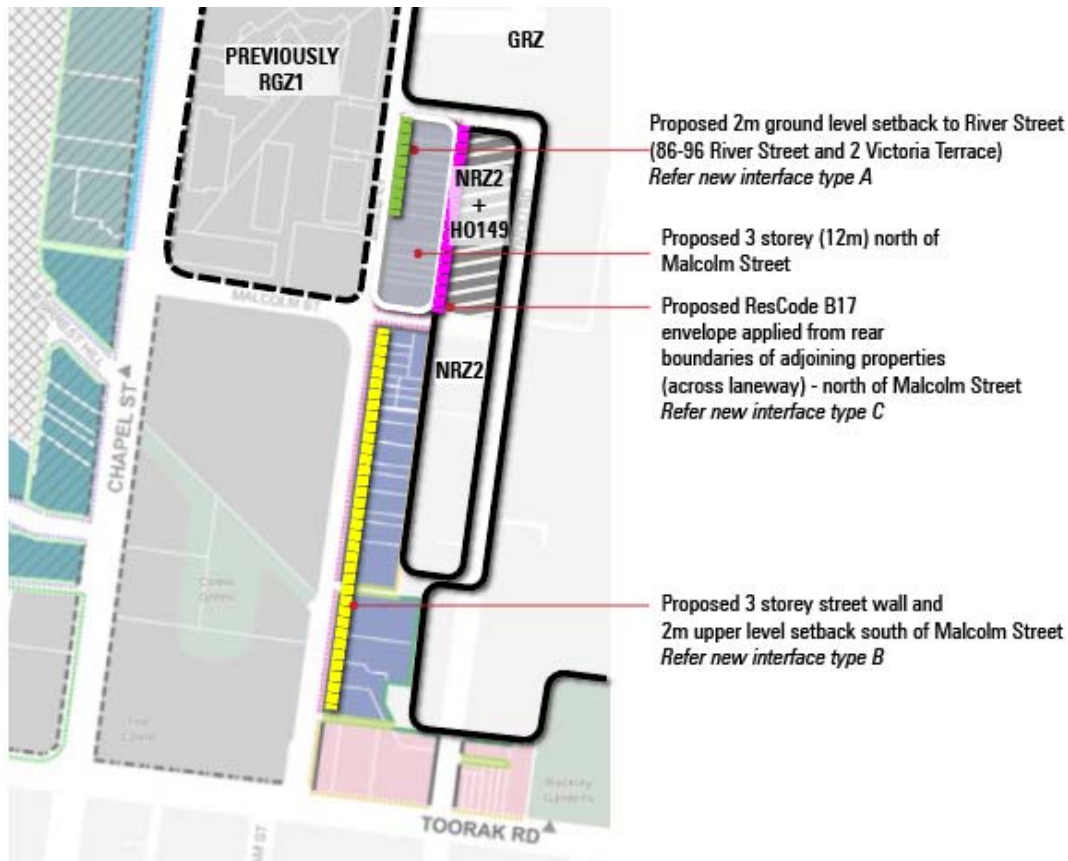 PREVIOUSLY
RGZ1
GRZ
NRZ2
+
HO149
NRZ2
MALCOLM ST
FORREST HILL
CHAPEL ST
TOORAK RD
Proposed 2m ground level setback to River Street
(86-96 River Street and 2 Victoria Terrace)
Refer new interface type A
Proposed 3 storey (12m) north of
Malcolm Street
Proposed ResCode B17
envelope applied from rear
boundaries of adjoining properties
(across laneway) - north of Malcolm Street
Refer new interface type C
Proposed 3 storey street wall and
2m upper level setback south of Malcolm Street
Refer new interface type B